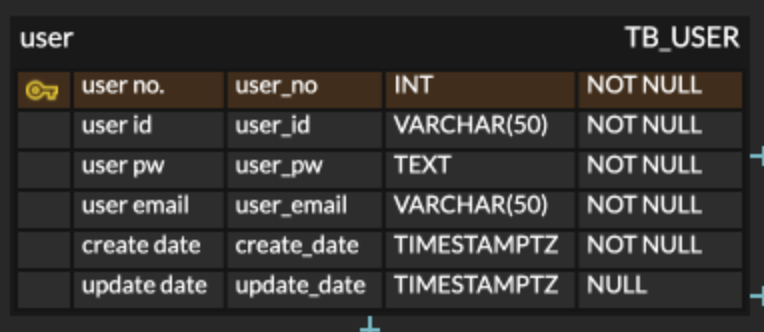 user TB_USER
user no. user_no INT NOT NULL
user id user_id VARCHAR(50) NOT NULL
user pw user_pw TEXT NOT NULL
user email user_email VARCHAR(50) NOT NULL
create date create_date TIMESTAMPTZ NOT NULL
update date update_date TIMESTAMPTZ NULL